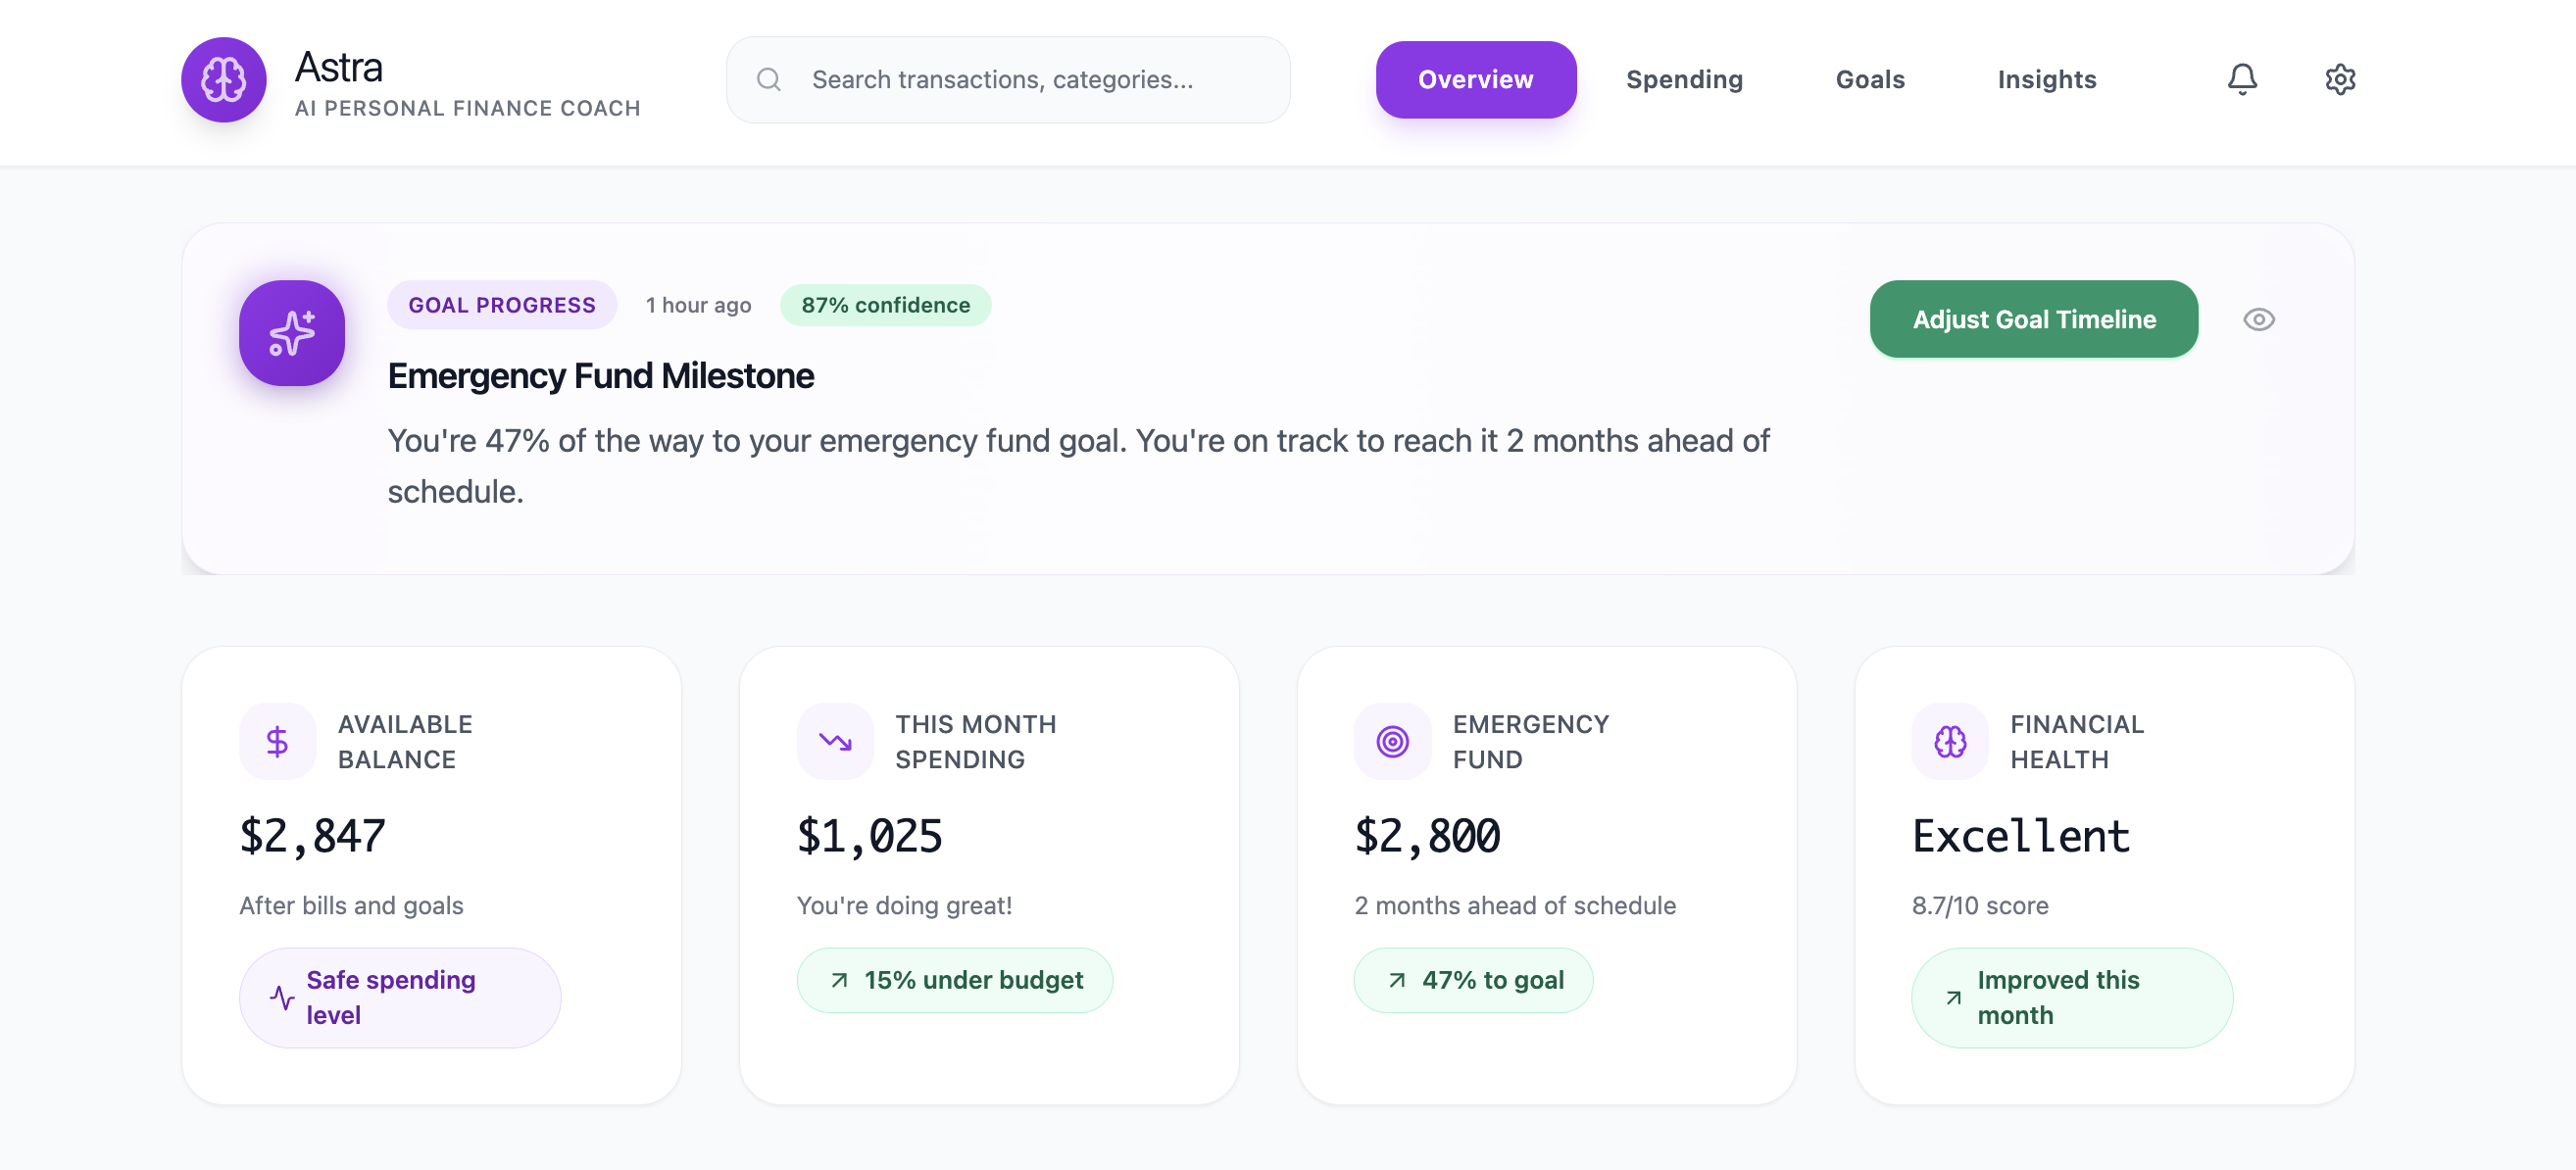 Astra
AI PERSONAL FINANCE COACH
Search transactions, categories...
Overview
Spending
Goals
Insights
GOAL PROGRESS
1 hour ago
87% confidence
Adjust Goal Timeline
Emergency Fund Milestone
You're 47% of the way to your emergency fund goal. You're on track to reach it 2 months ahead of
schedule.
AVAILABLE
BALANCE
$2,847
After bills and goals
Safe spending
level
THIS MONTH
SPENDING
$1,025
You're doing great!
15% under budget
EMERGENCY
FUND
$2,800
2 months ahead of schedule
47% to goal
FINANCIAL
HEALTH
Excellent
8.7/10 score
Improved this
month